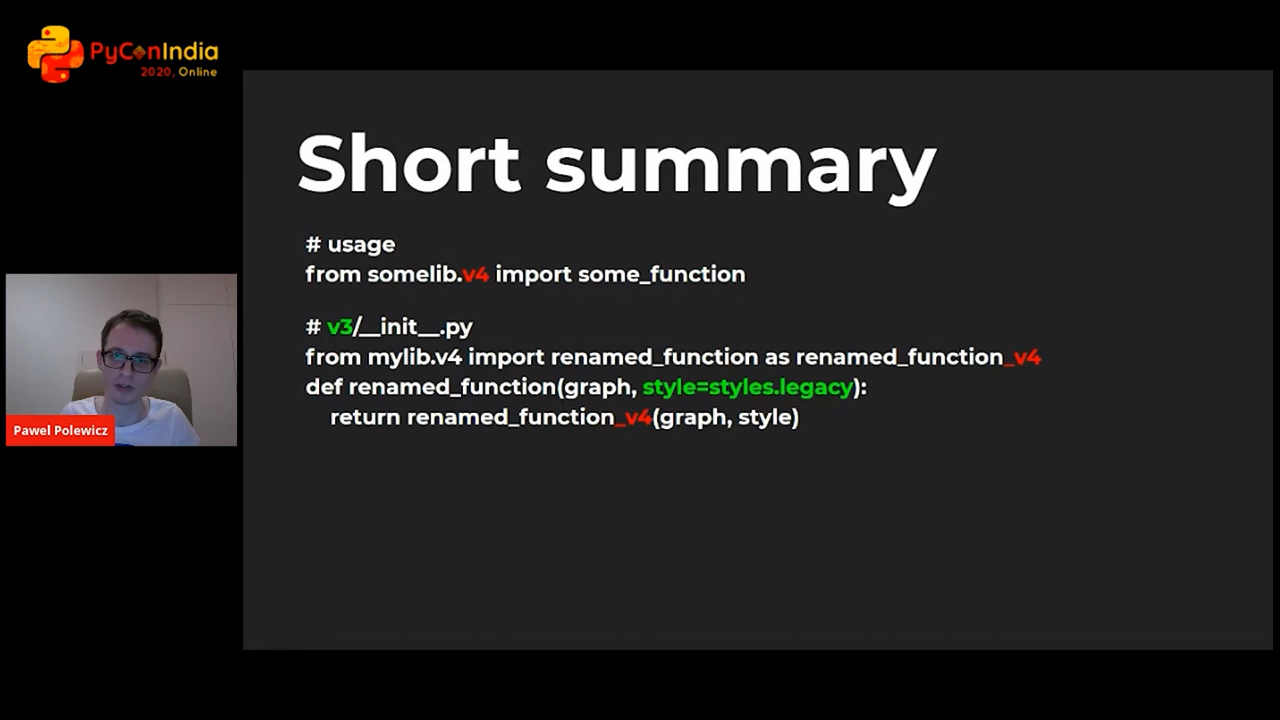 PyConIndia
2020, Online
Short summary
# usage
from somelib.v4 import some_function
# v3/__init__.py
from mylib.v4 import renamed_function as renamed_function_v4
def renamed_function(graph, style=styles.legacy):
return renamed_function_v4(graph, style)
Pawel Polewicz